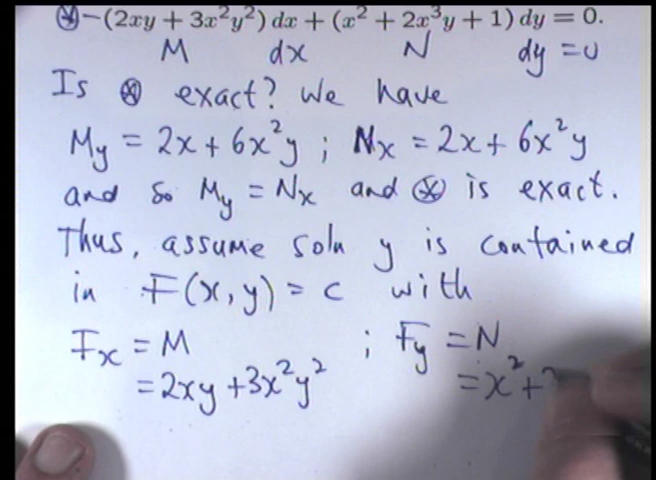 ⊛–(2xy + 3x²y²) dx + (x² + 2x³y + 1) dy = 0.
M dx N dy = 0
Is ⊛ exact? We have
My = 2x + 6x²y ; Nx = 2x + 6x²y
and so My = Nx and ⊛ is exact.
Thus, assume soln y is contained
in F(x, y) = c with
Fx = M ; Fy = N
= 2xy + 3x²y² = x² +